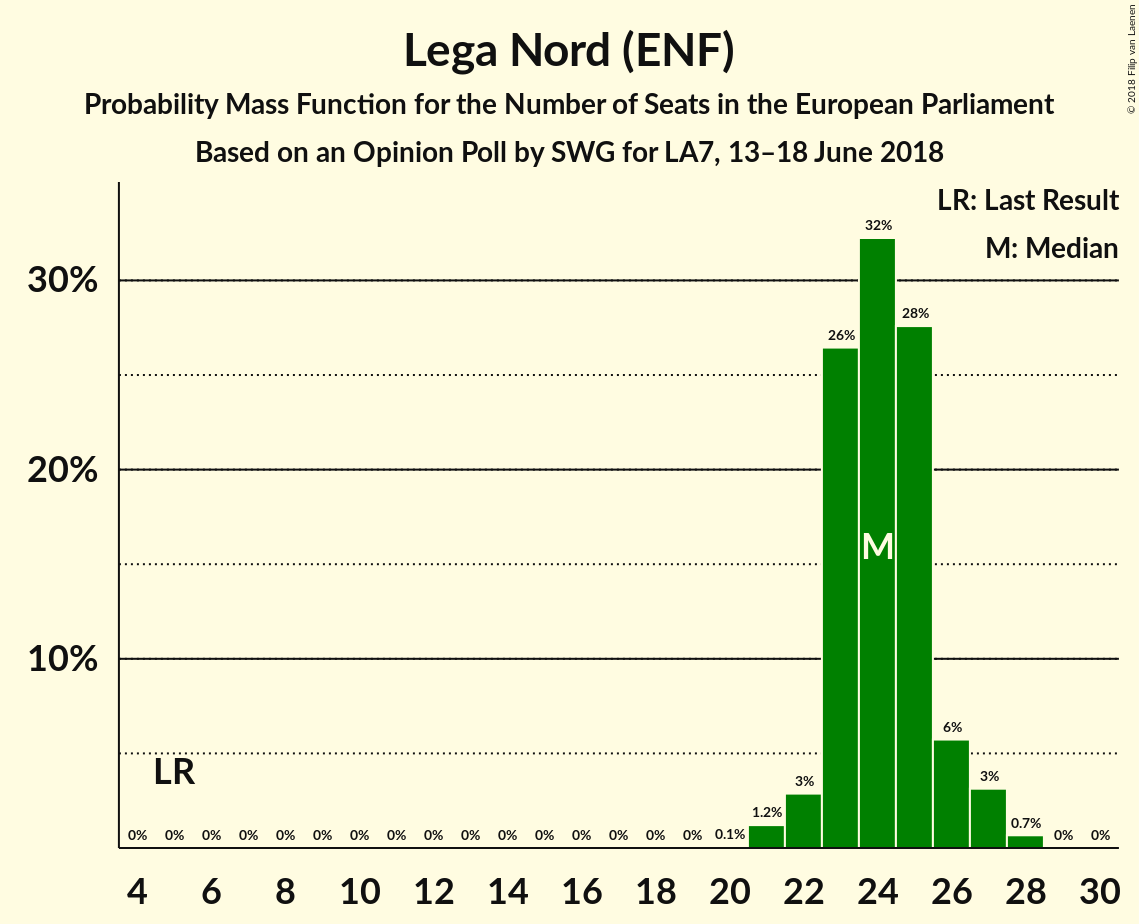 Lega Nord (ENF)
Probability Mass Function for the Number of Seats in the European Parliament
Based on an Opinion Poll by SWG for LA7, 13–18 June 2018
© 2018 Filip van Laenen
LR: Last Result
M: Median
30%
20%
10%
LR
M
0% 0% 0% 0% 0% 0% 0% 0% 0% 0% 0% 0% 0% 0% 0% 0% 0.1% 1.2% 3% 26% 32% 28% 6% 3% 0.7% 0% 0%
4 6 8 10 12 14 16 18 20 22 24 26 28 30